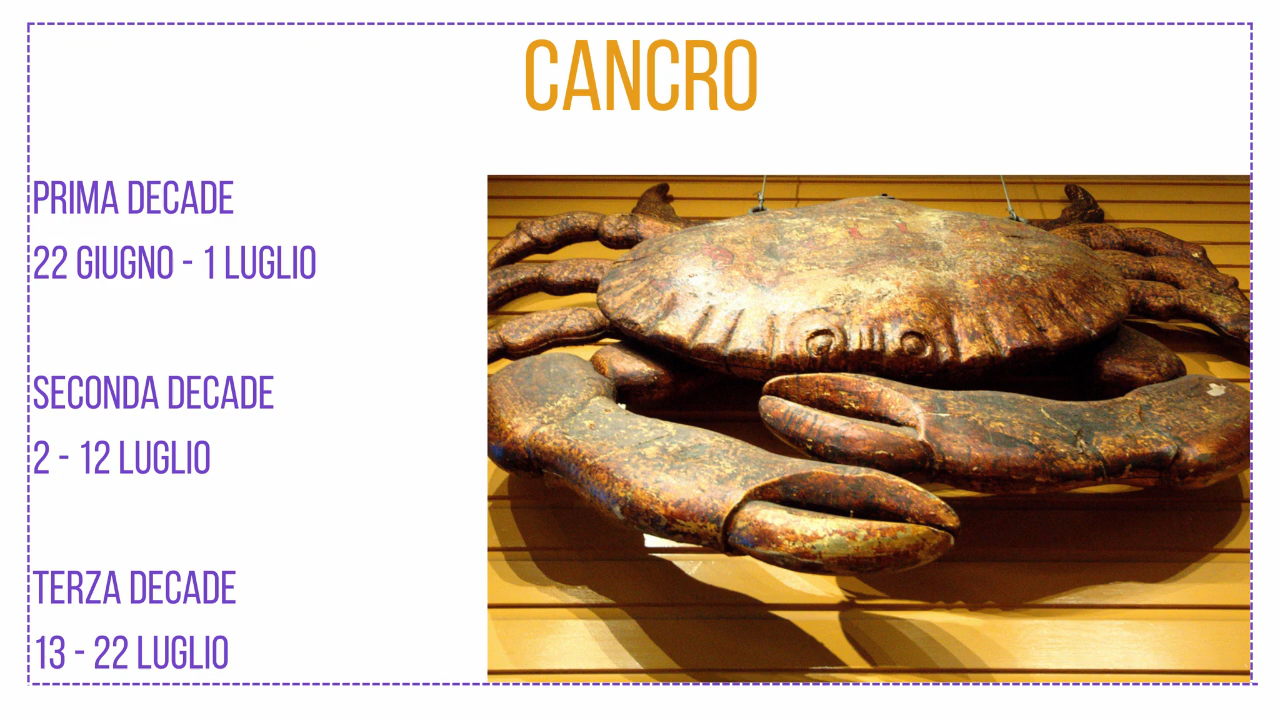 CANCRO
PRIMA DECADE
22 GIUGNO - 1 LUGLIO
SECONDA DECADE
2 - 12 LUGLIO
TERZA DECADE
13 - 22 LUGLIO